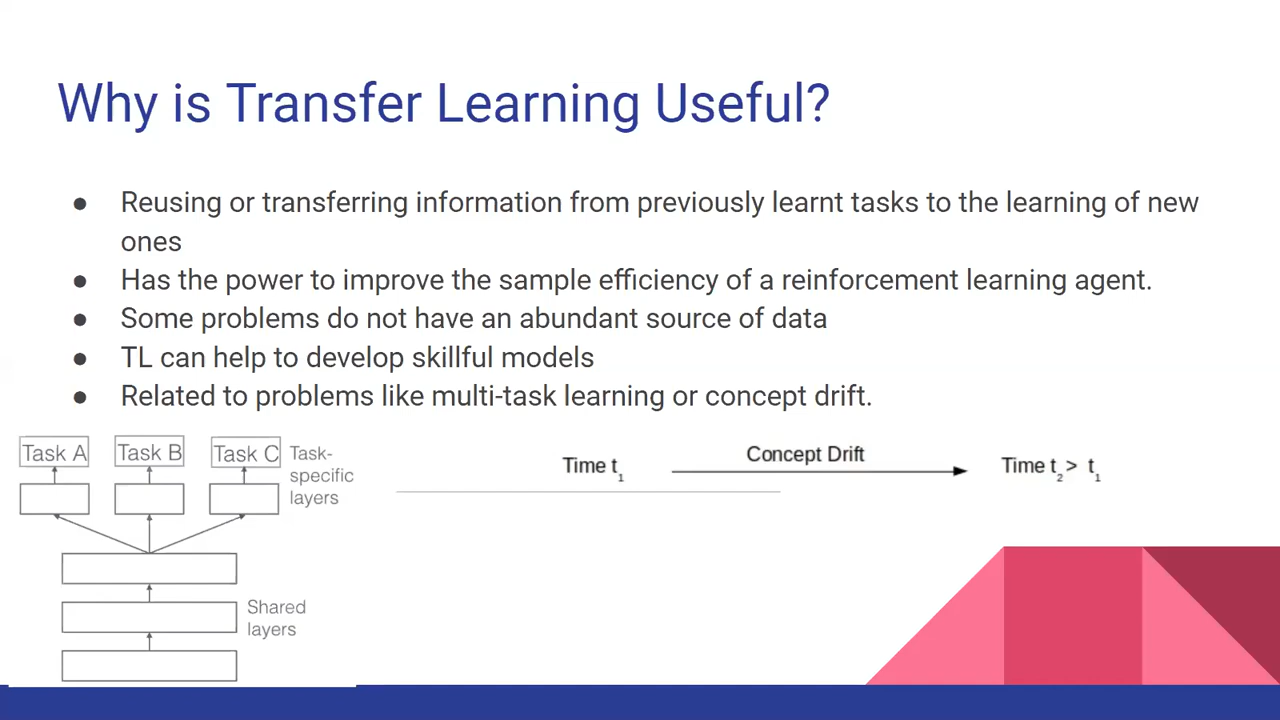 Why is Transfer Learning Useful?
● Reusing or transferring information from previously learnt tasks to the learning of new
ones
● Has the power to improve the sample efficiency of a reinforcement learning agent.
● Some problems do not have an abundant source of data
● TL can help to develop skillful models
● Related to problems like multi-task learning or concept drift.
Task A Task B Task C
Task-
specific
layers
Shared
layers
Time t1 Concept Drift Time t2 > t1